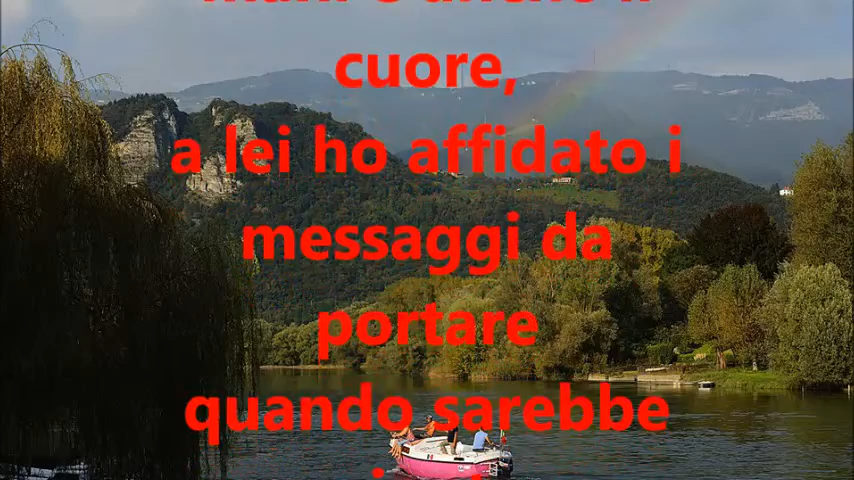 cuore,
a lei ho affidato i
messaggi da
portare
quando sarebbe